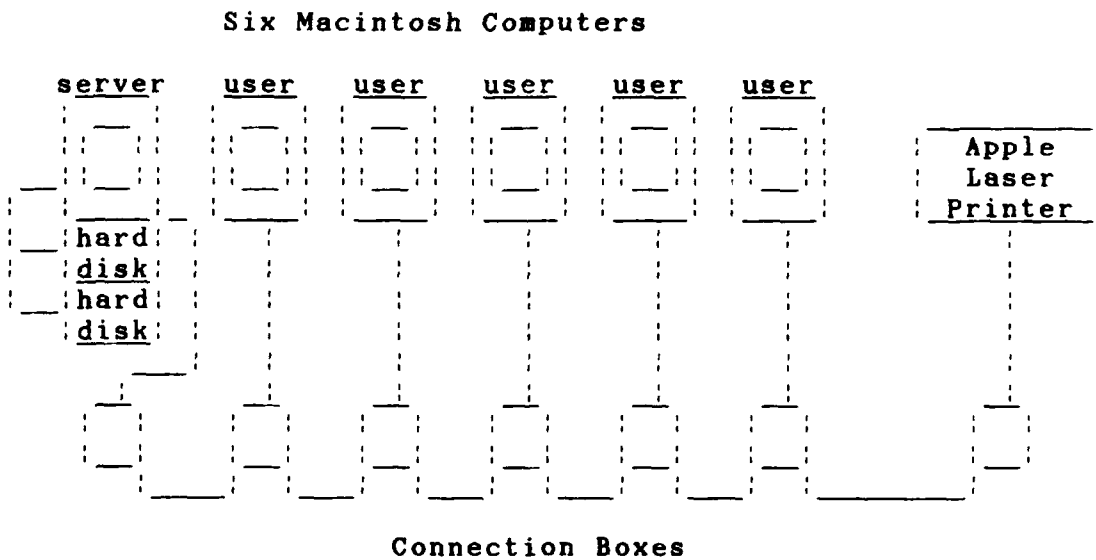 Six Macintosh Computers
server user user user user user
Apple
Laser
Printer
hard
disk
hard
disk
Connection Boxes